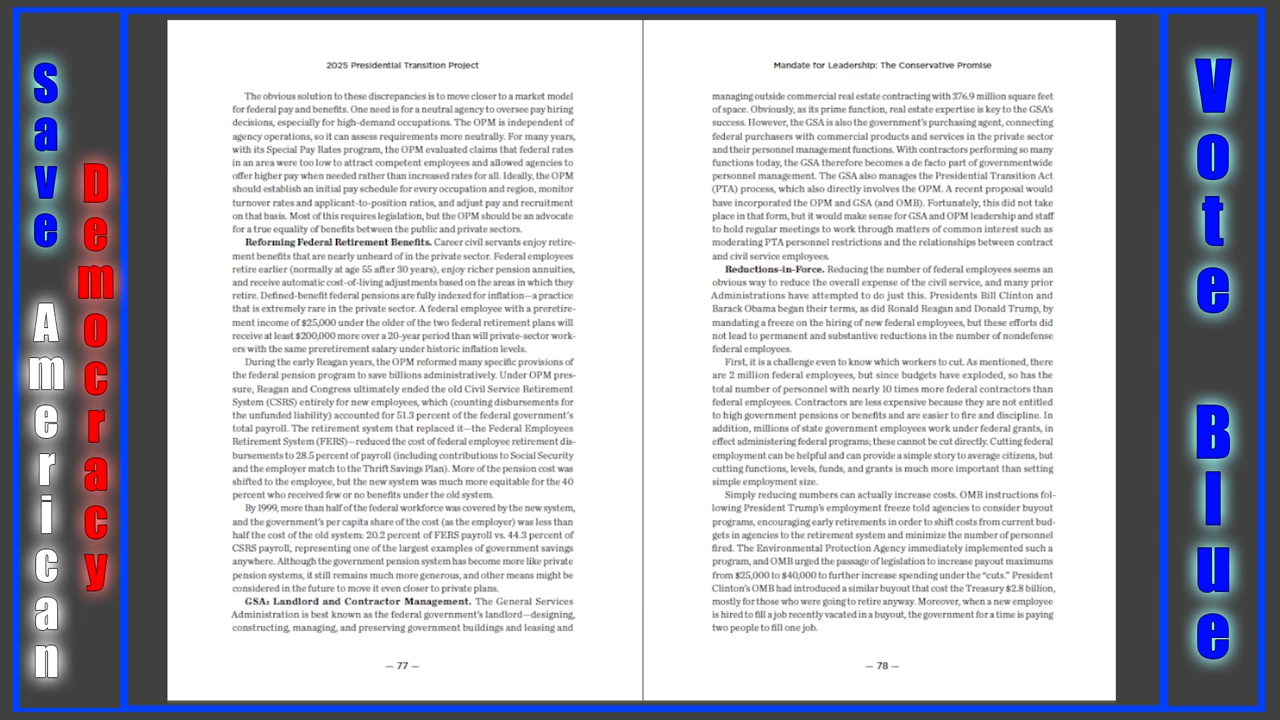 Save American
Democracy
2025 Presidential Transition Project
The obvious solution to these discrepancies is to move closer to a market model
for federal pay and benefits. One need is for a neutral agency to oversee pay hiring
decisions, especially for high-demand occupations. The OPM is independent of
agency operations, so it can assess requirements more neutrally. For many years,
with its Special Pay Rates program, the OPM evaluated claims that federal rates
in an area were too low to attract competent employees and allowed agencies to
offer higher pay when needed rather than increased rates for all. Ideally, the OPM
should establish an initial pay schedule for every occupation and region, monitor
turnover rates and applicant-to-position ratios, and adjust pay and recruitment
on that basis. Most of this requires legislation, but the OPM should be an advocate
for a true equality of benefits between the public and private sectors.
Reforming Federal Retirement Benefits. Career civil servants enjoy retire-
ment benefits that are nearly unheard of in the private sector. Federal employees
retire earlier (normally at age 55 after 30 years), enjoy richer pension annuities,
and receive automatic cost-of-living adjustments based on the areas in which they
retire. Defined-benefit federal pensions are fully indexed for inflation—a practice
that is extremely rare in the private sector. A federal employee with a preretire-
ment income of $25,000 under the older of the two federal retirement plans will
receive at least $200,000 more over a 20-year period than will private-sector work-
ers with the same preretirement salary under historic inflation levels.
During the early Reagan years, the OPM reformed many specific provisions of
the federal pension program to save billions administratively. Under OPM pres-
sure, Reagan and Congress ultimately ended the old Civil Service Retirement
System (CSRS) entirely for new employees, which (counting disbursements for
the unfunded liability) accounted for 51.3 percent of the federal government's
total payroll. The retirement system that replaced it—the Federal Employees
Retirement System (FERS)—reduced the cost of federal employee retirement dis-
bursements to 28.5 percent of payroll (including contributions to Social Security
and the employer match to the Thrift Savings Plan). More of the pension cost was
shifted to the employee, but the new system was much more equitable for the 40
percent who received few or no benefits under the old system.
By 1999, more than half of the federal workforce was covered by the new system,
and the government's per capita share of the cost (as the employer) was less than
half the cost of the old system: 20.2 percent of FERS payroll vs. 44.3 percent of
CSRS payroll, representing one of the largest examples of government savings
anywhere. Although the government pension system has become more like private
pension systems, it still remains much more generous, and other means might be
considered in the future to move it even closer to private plans.
GSA: Landlord and Contractor Management. The General Services
Administration is best known as the federal government's landlord—designing,
constructing, managing, and preserving government buildings and leasing and
— 77 —
Mandate for Leadership: The Conservative Promise
managing outside commercial real estate contracting with 376.9 million square feet
of space. Obviously, as its prime function, real estate expertise is key to the GSA's
success. However, the GSA is also the government's purchasing agent, connecting
federal purchasers with commercial products and services in the private sector
and their personnel management functions. With contractors performing so many
functions today, the GSA therefore becomes a de facto part of governmentwide
personnel management. The GSA also manages the Presidential Transition Act
(PTA) process, which also directly involves the OPM. A recent proposal would
have incorporated the OPM and GSA (and OMB). Fortunately, this did not take
place in that form, but it would make sense for GSA and OPM leadership and staff
to hold regular meetings to work through matters of common interest such as
moderating PTA personnel restrictions and the relationships between contract
and civil service employees.
Reductions-in-Force. Reducing the number of federal employees seems an
obvious way to reduce the overall expense of the civil service, and many prior
Administrations have attempted to do just this. Presidents Bill Clinton and
Barack Obama began their terms, as did Ronald Reagan and Donald Trump, by
mandating a freeze on the hiring of new federal employees, but these efforts did
not lead to permanent and substantive reductions in the number of nondefense
federal employees.
First, it is a challenge even to know which workers to cut. As mentioned, there
are 2 million federal employees, but since budgets have exploded, so has the
total number of personnel with nearly 10 times more federal contractors than
federal employees. Contractors are less expensive because they are not entitled
to high government pensions or benefits and are easier to fire and discipline. In
addition, millions of state government employees work under federal grants, in
effect administering federal programs; these cannot be cut directly. Cutting federal
employment can be helpful and can provide a simple story to average citizens, but
cutting functions, levels, funds, and grants is much more important than setting
simple employment size.
Simply reducing numbers can actually increase costs. OMB instructions fol-
lowing President Trump's employment freeze told agencies to consider buyout
programs, encouraging early retirements in order to shift costs from current bud-
gets in agencies to the retirement system and minimize the number of personnel
fired. The Environmental Protection Agency immediately implemented such a
program, and OMB urged the passage of legislation to increase payout maximums
from $25,000 to $40,000 to further increase spending under the “cuts.” President
Clinton's OMB had introduced a similar buyout that cost the Treasury $2.8 billion,
mostly for those who were going to retire anyway. Moreover, when a new employee
is hired to fill a job recently vacated in a buyout, the government for a time is paying
two people to fill one job.
— 78 —
Vote Blue